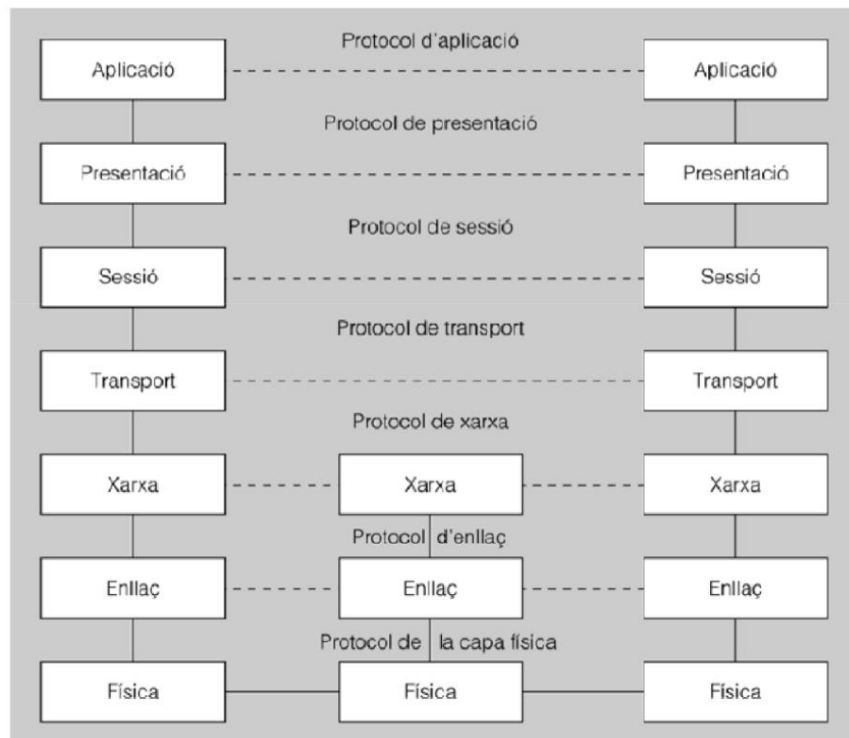 Protocol d'aplicació
Aplicació
Aplicació
Protocol de presentació
Presentació
Presentació
Protocol de sessió
Sessió
Sessió
Protocol de transport
Transport
Transport
Protocol de xarxa
Xarxa
Xarxa
Xarxa
Protocol d'enllaç
Enllaç
Enllaç
Enllaç
Protocol de la capa física
Física
Física
Física